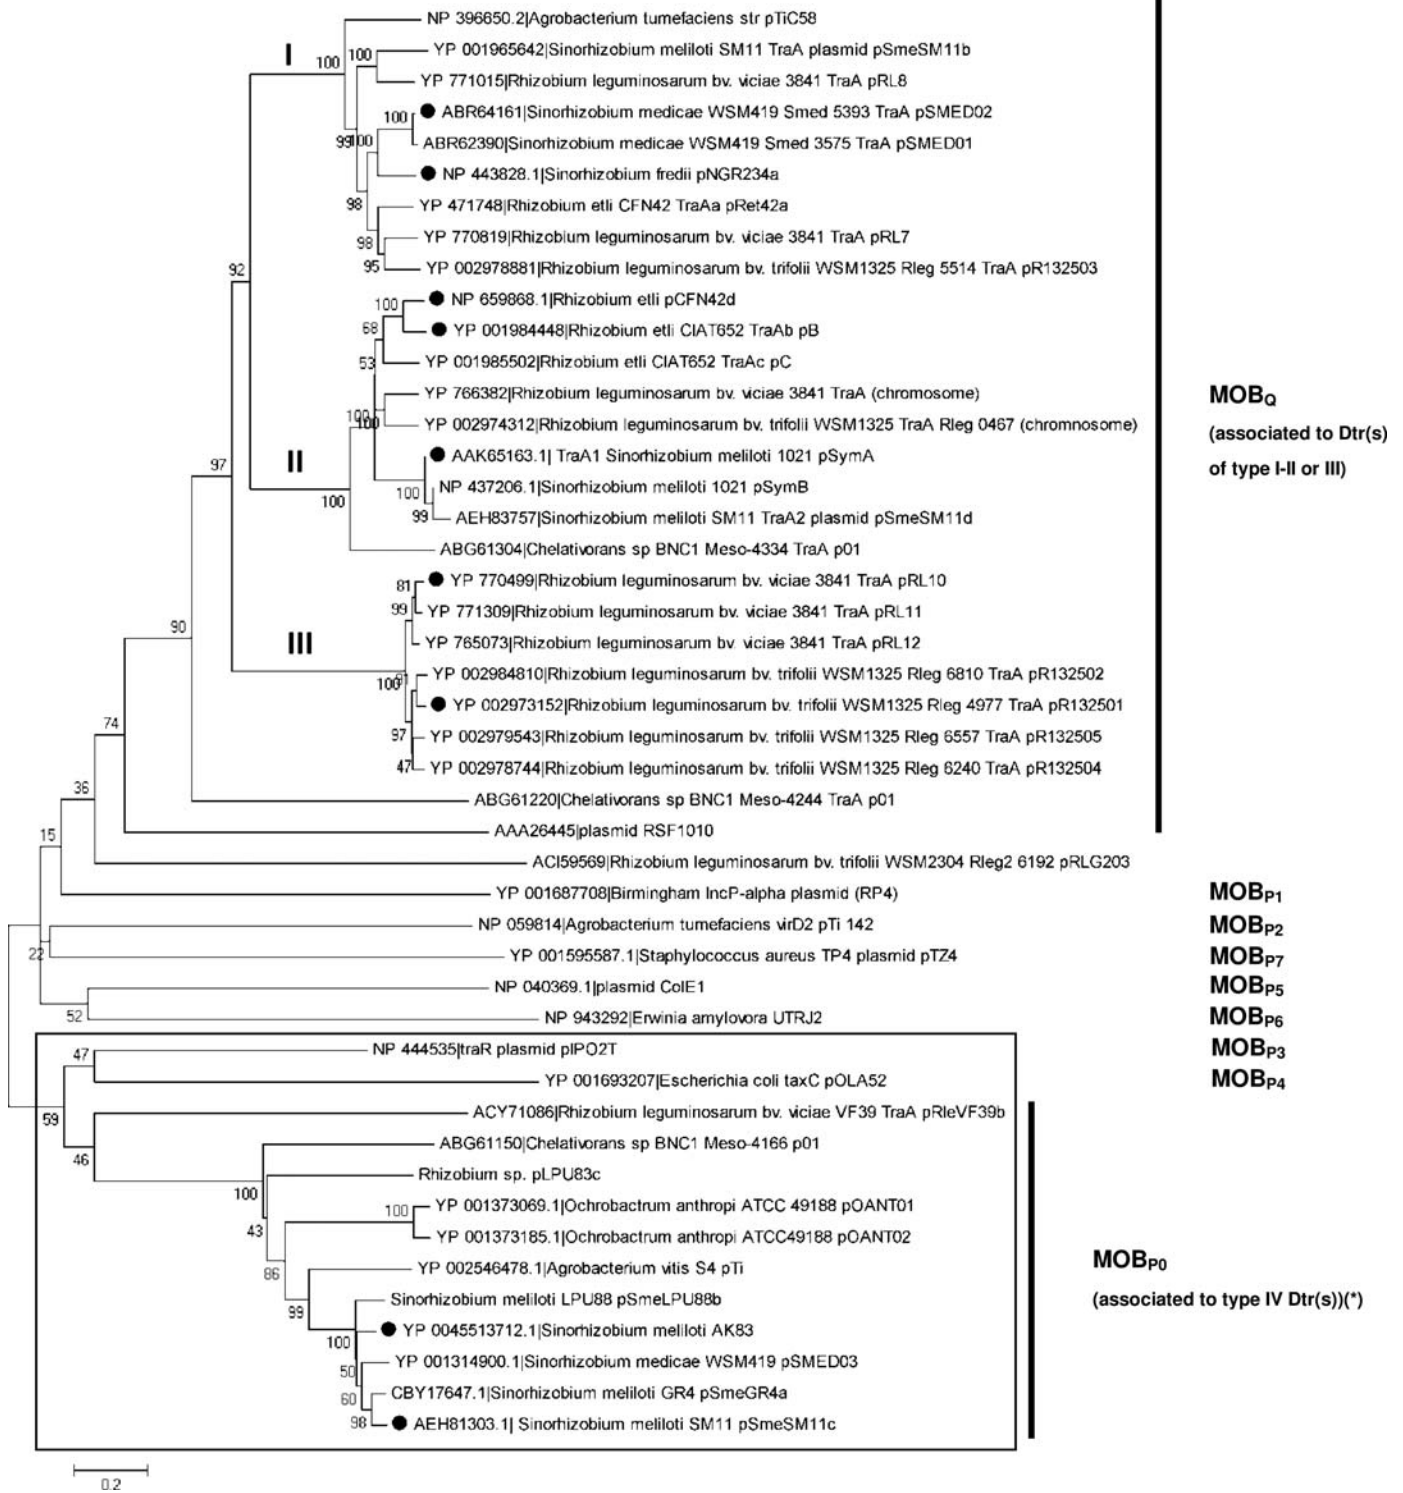 NP 396650.2|Agrobacterium tumefaciens str pTiC58
I
100
100
YP 001965642|Sinorhizobium meliloti SM11 TraA plasmid pSmeSM11b
YP 771015|Rhizobium leguminosarum bv. viciae 3841 TraA pRL8
100
ABR64161|Sinorhizobium medicae WSM419 Smed 5393 TraA pSMED02
99
100
ABR62390|Sinorhizobium medicae WSM419 Smed 3575 TraA pSMED01
NP 443828.1|Sinorhizobium fredii pNGR234a
98
YP 471748|Rhizobium etli CFN42 TraAa pRet42a
98
YP 770819|Rhizobium leguminosarum bv. viciae 3841 TraA pRL7
95
YP 002978881|Rhizobium leguminosarum bv. trifolii WSM1325 Rleg 5514 TraA pR132503
92
100
NP 659868.1|Rhizobium etli pCFN42d
68
YP 001984448|Rhizobium etli CIAT652 TraAb pB
53
YP 001985502|Rhizobium etli CIAT652 TraAc pC
YP 766382|Rhizobium leguminosarum bv. viciae 3841 TraA (chromosome)
MOBQ
100
100
YP 002974312|Rhizobium leguminosarum bv. trifolii WSM1325 TraA Rleg 0467 (chromnosome)
(associated to Dtr(s)
of type I-II or III)
97
II
AAK65163.1| TraA1 Sinorhizobium meliloti 1021 pSymA
100
100
NP 437206.1|Sinorhizobium meliloti 1021 pSymB
99
AEH83757|Sinorhizobium meliloti SM11 TraA2 plasmid pSmeSM11d
ABG61304|Chelativorans sp BNC1 Meso-4334 TraA p01
81
YP 770499|Rhizobium leguminosarum bv. viciae 3841 TraA pRL10
99
YP 771309|Rhizobium leguminosarum bv. viciae 3841 TraA pRL11
90
III
YP 765073|Rhizobium leguminosarum bv. viciae 3841 TraA pRL12
100
YP 002984810|Rhizobium leguminosarum bv. trifolii WSM1325 Rleg 6810 TraA pR132502
YP 002973152|Rhizobium leguminosarum bv. trifolii WSM1325 Rleg 4977 TraA pR132501
74
97
YP 002979543|Rhizobium leguminosarum bv. trifolii WSM1325 Rleg 6557 TraA pR132505
47
YP 002978744|Rhizobium leguminosarum bv. trifolii WSM1325 Rleg 6240 TraA pR132504
36
ABG61220|Chelativorans sp BNC1 Meso-4244 TraA p01
15
AAA26445|plasmid RSF1010
ACI59569|Rhizobium leguminosarum bv. trifolii WSM2304 Rleg2 6192 pRLG203
YP 001687708|Birmingham IncP-alpha plasmid (RP4)
MOBP1
NP 059814|Agrobacterium tumefaciens virD2 pTi 142
MOBP2
22
YP 001595587.1|Staphylococcus aureus TP4 plasmid pTZ4
MOBP7
NP 040369.1|plasmid ColE1
MOBP5
52
NP 943292|Erwinia amylovora UTRJ2
MOBP6
47
NP 444535|traR plasmid pIPO2T
MOBP3
YP 001693207|Escherichia coli taxC pOLA52
MOBP4
59
ACY71086|Rhizobium leguminosarum bv. viciae VF39 TraA pRleVF39b
46
ABG61150|Chelativorans sp BNC1 Meso-4166 p01
Rhizobium sp. pLPU83c
100
43
100
YP 001373069.1|Ochrobactrum anthropi ATCC 49188 pOANT01
YP 001373185.1|Ochrobactrum anthropi ATCC49188 pOANT02
MOBP0
86
YP 002546478.1|Agrobacterium vitis S4 pTi
99
Sinorhizobium meliloti LPU88 pSmeLPU88b
(associated to type IV Dtr(s))(*)
100
YP 0045513712.1|Sinorhizobium meliloti AK83
50
YP 001314900.1|Sinorhizobium medicae WSM419 pSMED03
60
CBY17647.1|Sinorhizobium meliloti GR4 pSmeGR4a
98
AEH81303.1| Sinorhizobium meliloti SM11 pSmeSM11c
0.2